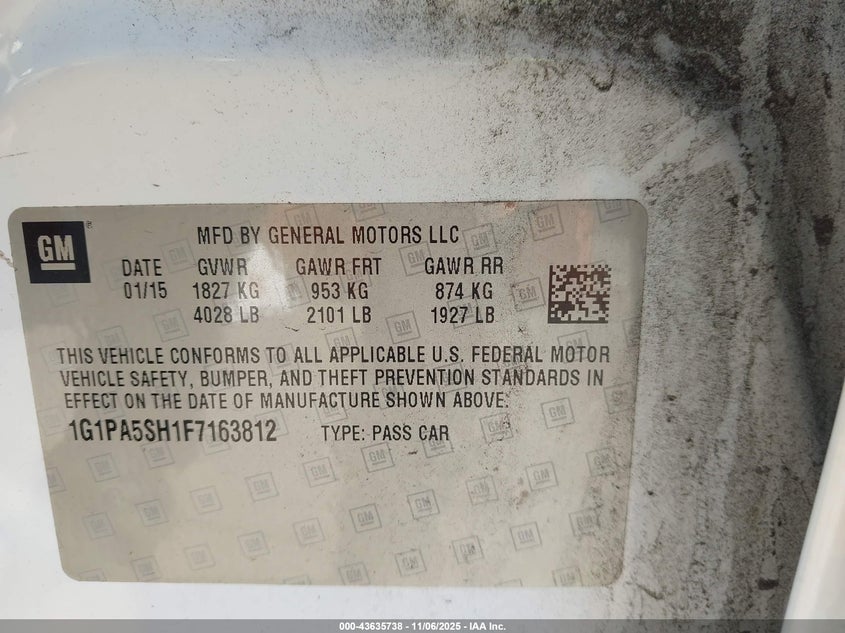 GM ®
MFD BY GENERAL MOTORS LLC
DATE GVWR GAWR FRT GAWR RR
01/15 1827 KG 953 KG 874 KG
4028 LB 2101 LB 1927 LB
THIS VEHICLE CONFORMS TO ALL APPLICABLE U.S. FEDERAL MOTOR
VEHICLE SAFETY, BUMPER, AND THEFT PREVENTION STANDARDS IN
EFFECT ON THE DATE OF MANUFACTURE SHOWN ABOVE.
1G1PA5SH1F7163812 TYPE: PASS CAR
000-43635738 - 11/06/2025 - IAA Inc.